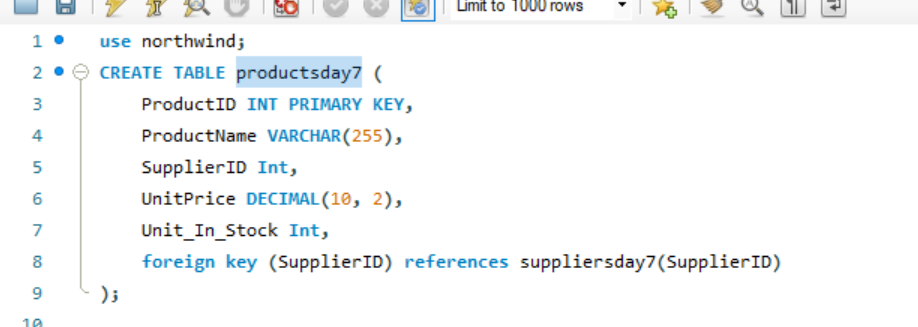 Limit to 1000 rows
1 use northwind;
2 CREATE TABLE productsday7 (
3 ProductID INT PRIMARY KEY,
4 ProductName VARCHAR(255),
5 SupplierID Int,
6 UnitPrice DECIMAL(10, 2),
7 Unit_In_Stock Int,
8 foreign key (SupplierID) references suppliersday7(SupplierID)
9 );
10